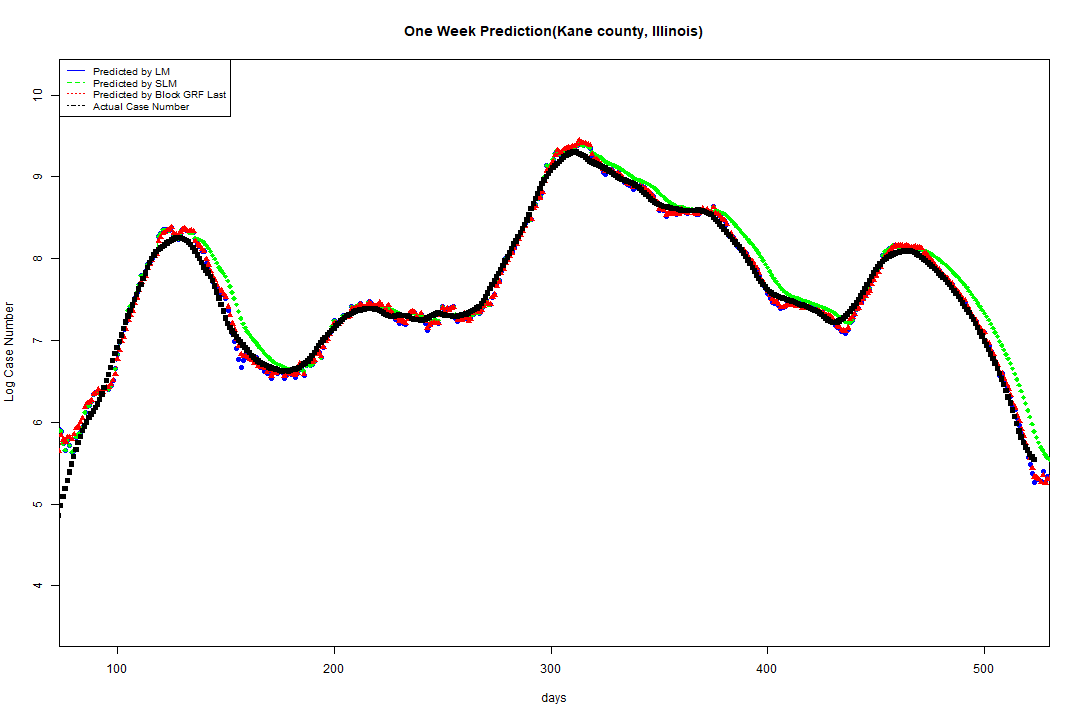 One Week Prediction(Kane county, Illinois)
Predicted by LM
Predicted by SLM
Predicted by Block GRF Last
Actual Case Number
Log Case Number
10
9
8
7
6
5
4
100
200
300
400
500
days